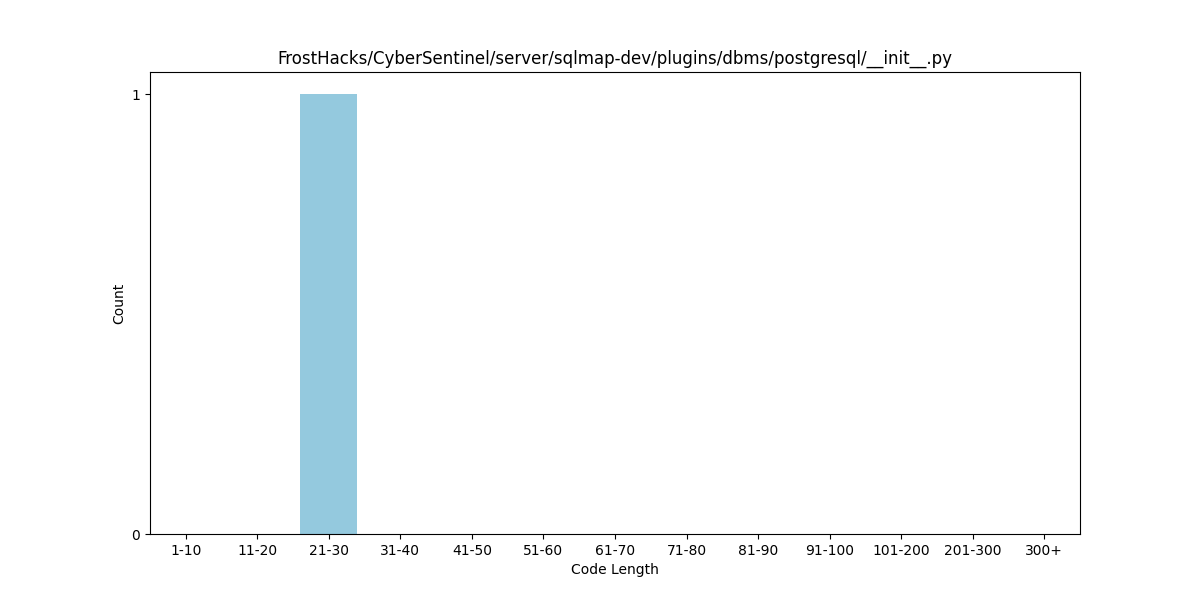 FrostHacks/CyberSentinel/server/sqlmap-dev/plugins/dbms/postgresql/__init__.py
1
Count
0
1-10 11-20 21-30 31-40 41-50 51-60 61-70 71-80 81-90 91-100 101-200 201-300 300+
Code Length